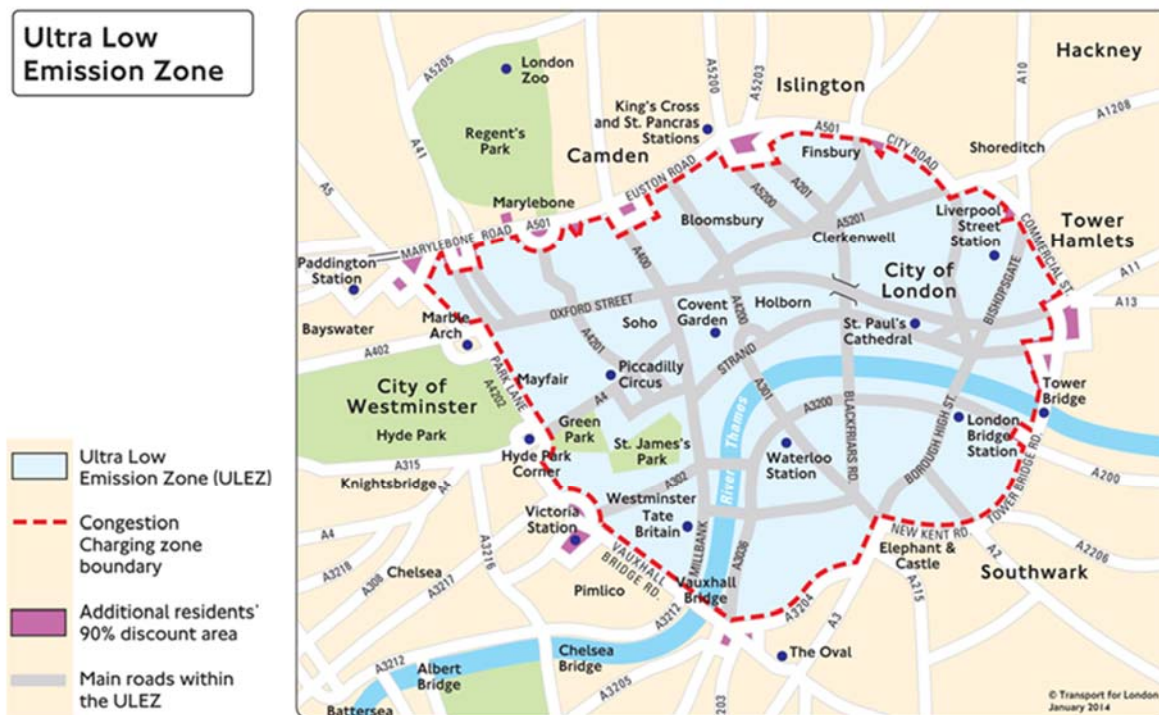 Ultra Low
Emission Zone
Ultra Low
Emission Zone (ULEZ)
Congestion
Charging zone
boundary
Additional residents'
90% discount area
Main roads within
the ULEZ
Hackney
A10
A5205
London
Zoo
A5200
A5203
Islington
A1208
King's Cross
and St. Pancras
Stations
A501
Regent's
Park
A41
Camden
Finsbury
CITY ROAD
Shoreditch
A5
EUSTON ROAD
A5200
A201
Marylebone
Bloomsbury
A5201
Liverpool
Street
Station
Tower
Hamlets
MARYLEBONE ROAD
A501
Clerkenwell
COMMERCIAL ST.
Paddington
Station
A400
City of
London
BISHOPSGATE
A11
OXFORD STREET
Covent
Garden
A4200
Holborn
A13
Bayswater
Marble
Arch
Soho
St. Paul's
Cathedral
A402
A4201
STRAND
PARK LANE
Mayfair
Piccadilly
Circus
City of
Westminster
A4202
A4
A301
A3200
BLACKFRIARS RD.
BOROUGH HIGH ST.
Tower
Bridge
Hyde Park
Green
Park
St. James's
Park
River Thames
London
Bridge
Station
A315
Hyde Park
Corner
Waterloo
Station
TOWER BRIDGE RD.
A200
Knightsbridge
A4
A302
Westminster
Victoria
Station
Tate
Britain
MILLBANK
A3036
NEW KENT RD.
A4
A3216
VAUXHALL
BRIDGE RD.
Elephant &
Castle
A2
A2206
A3218
A308
Chelsea
A3217
Vauxhall
Bridge
Southwark
Pimlico
A3212
A3204
A3
A215
A3212
Chelsea
Bridge
The Oval
Albert
Bridge
A3205
Battersea
© Transport for London
January 2014